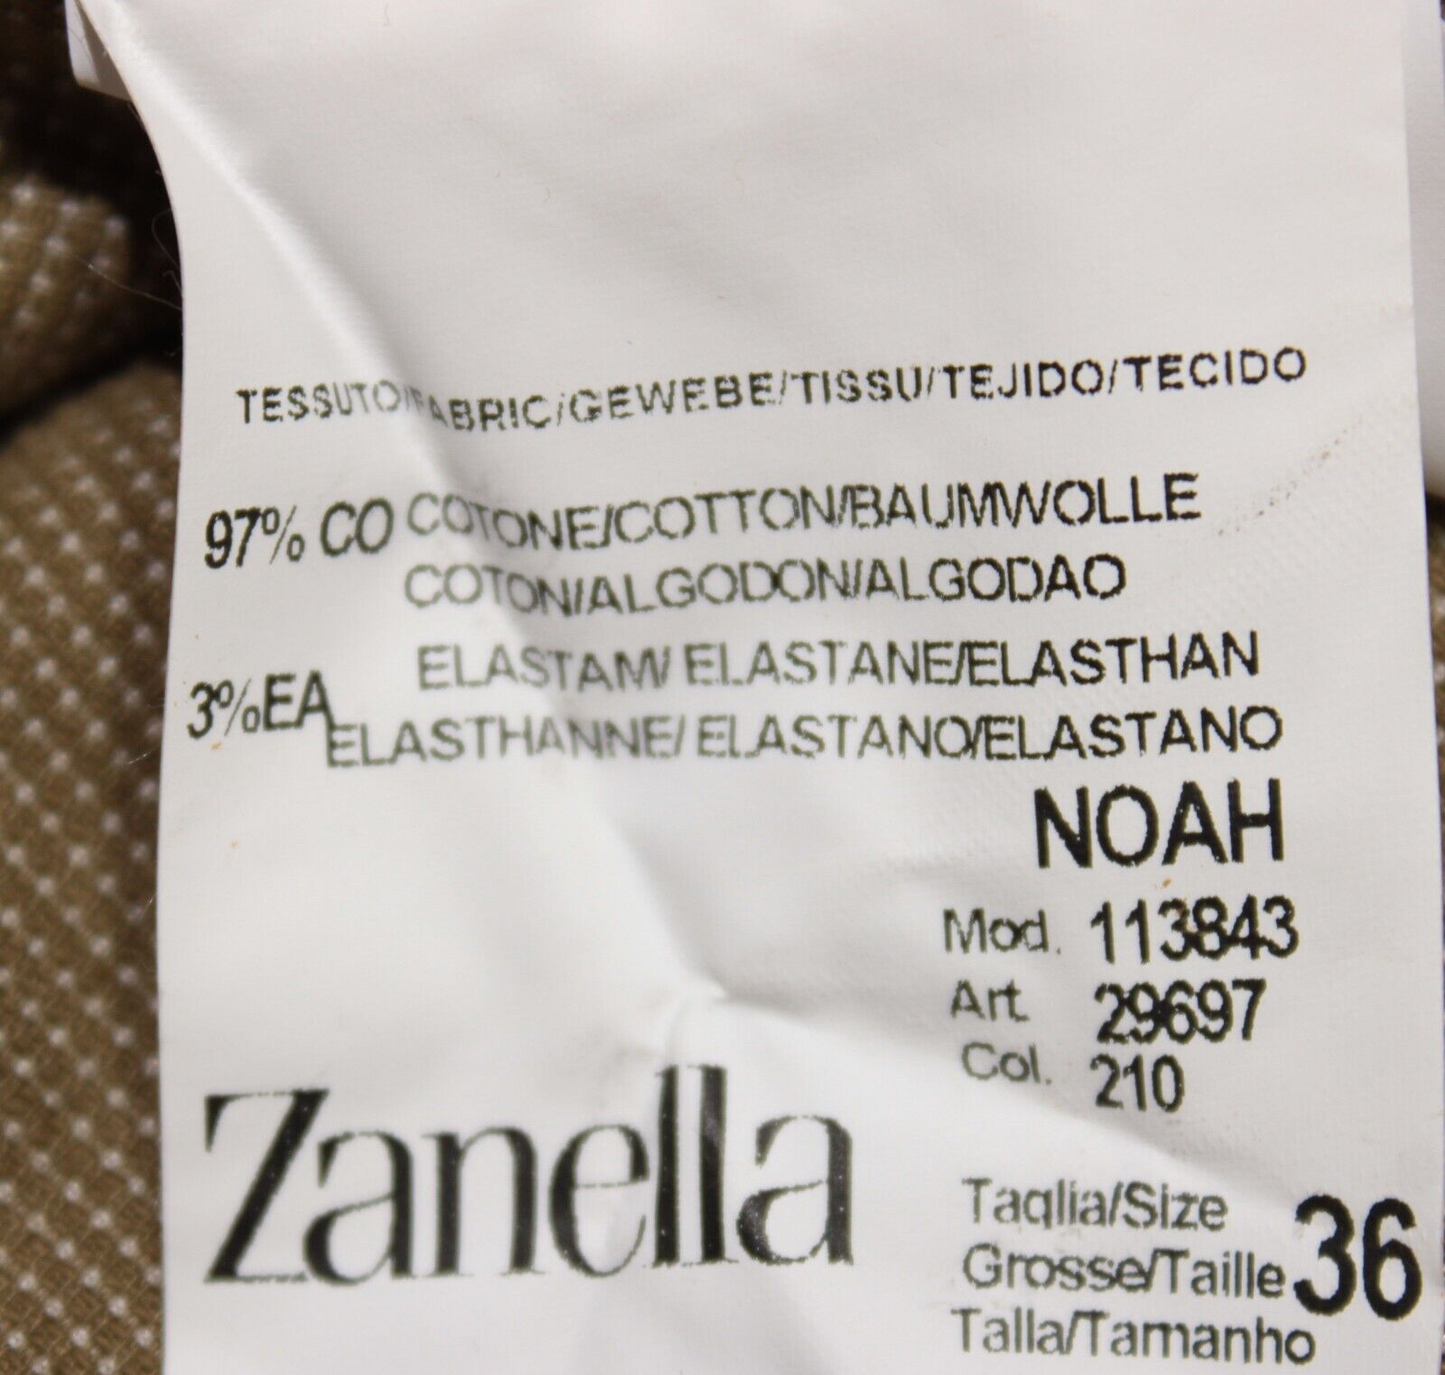 TESSUTO/FABRIC/GEWEBE/TISSU/TEJIDO/TECIDO
97% CO COTONE/COTTON/BAUMWOLLE
COTON/ALGODON/ALGODAO
3%EA ELASTAM/ ELASTANE/ELASTHAN
ELASTHANNE/ ELASTANO/ELASTANO
NOAH
Mod. 113843
Art. 29697
Col. 210
Zanella
Taglia/Size
Grosse/Taille 36
Talla/Tamanho